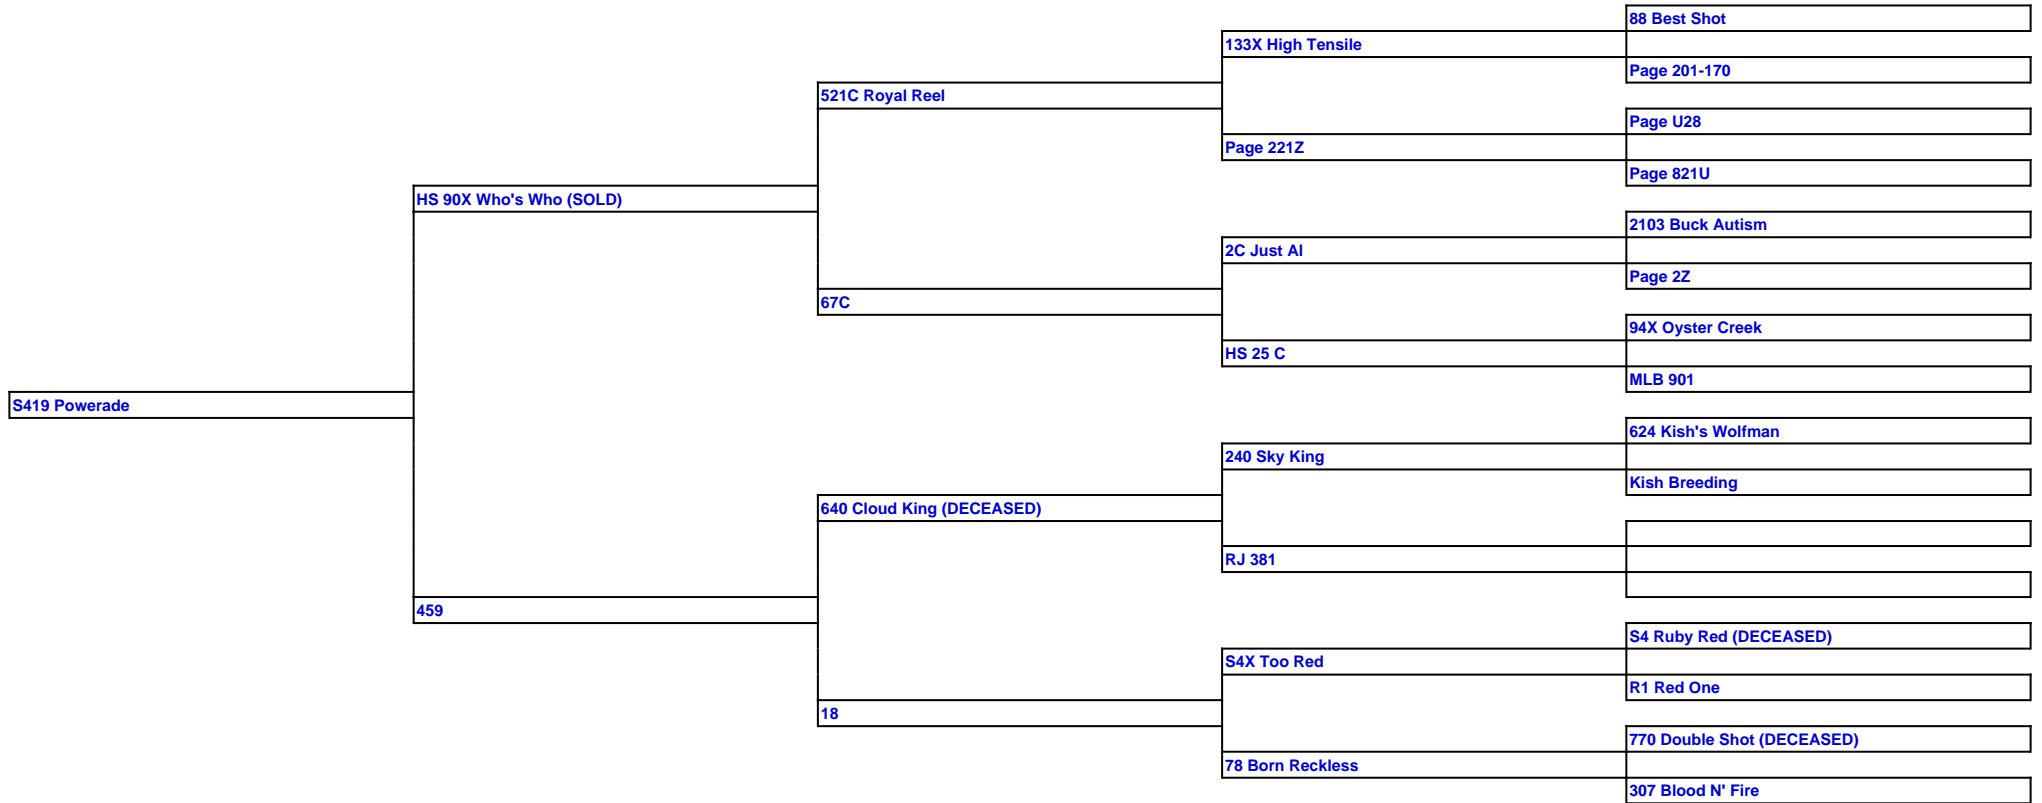 88 Best Shot
133X High Tensile
Page 201-170
521C Royal Reel
Page U28
Page 221Z
Page 821U
HS 90X Who's Who (SOLD)
2103 Buck Autism
2C Just AI
Page 2Z
67C
94X Oyster Creek
HS 25 C
MLB 901
S419 Powerade
624 Kish's Wolfman
240 Sky King
Kish Breeding
640 Cloud King (DECEASED)
RJ 381
459
S4 Ruby Red (DECEASED)
S4X Too Red
R1 Red One
18
770 Double Shot (DECEASED)
78 Born Reckless
307 Blood N' Fire